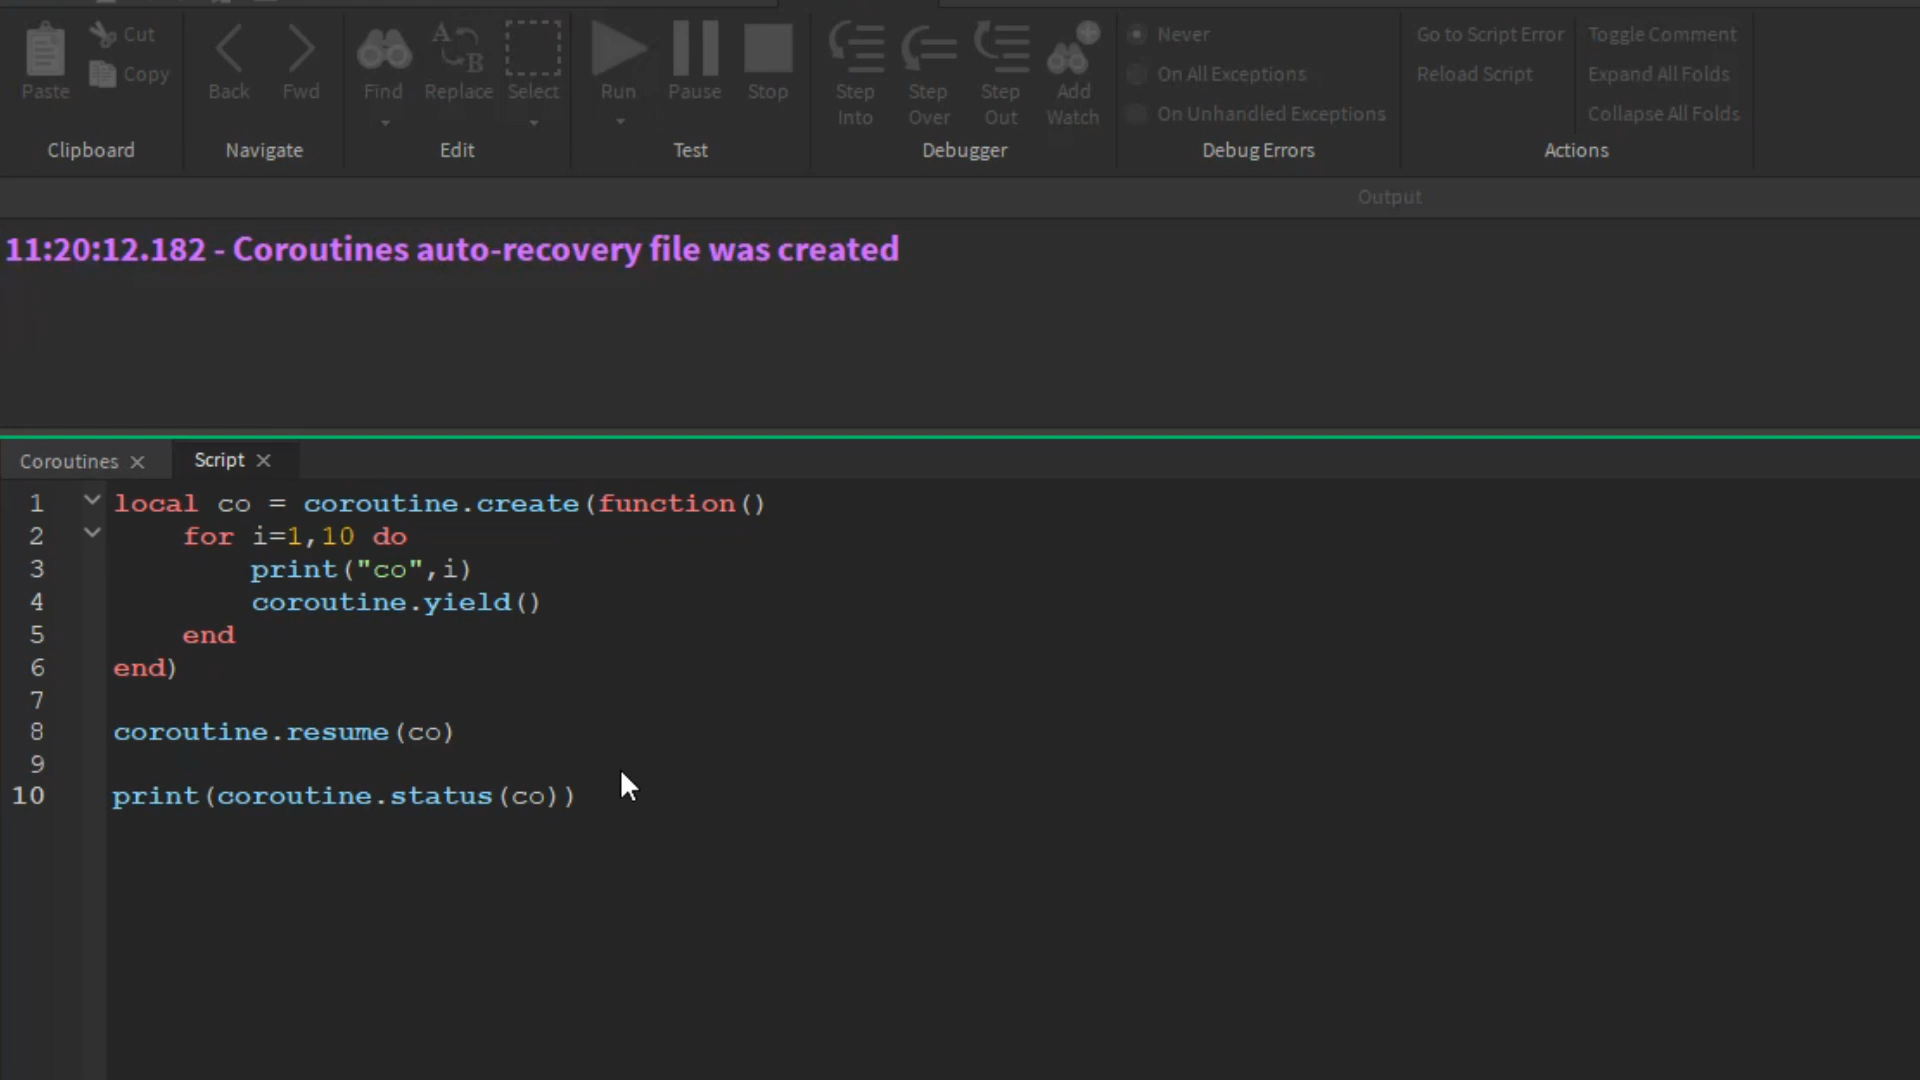 Paste
Cut
Copy
Clipboard
Back
Fwd
Navigate
Find
Replace
Select
Edit
Run
Pause
Stop
Test
Step Into
Step Over
Step Out
Add Watch
Debugger
Never
On All Exceptions
On Unhandled Exceptions
Debug Errors
Go to Script Error
Reload Script
Toggle Comment
Expand All Folds
Collapse All Folds
Actions
Output
11:20:12.182 - Coroutines auto-recovery file was created
Coroutines
Script
1 local co = coroutine.create(function()
2 for i=1,10 do
3 print("co",i)
4 coroutine.yield()
5 end
6 end)
7
8 coroutine.resume(co)
9
10 print(coroutine.status(co))